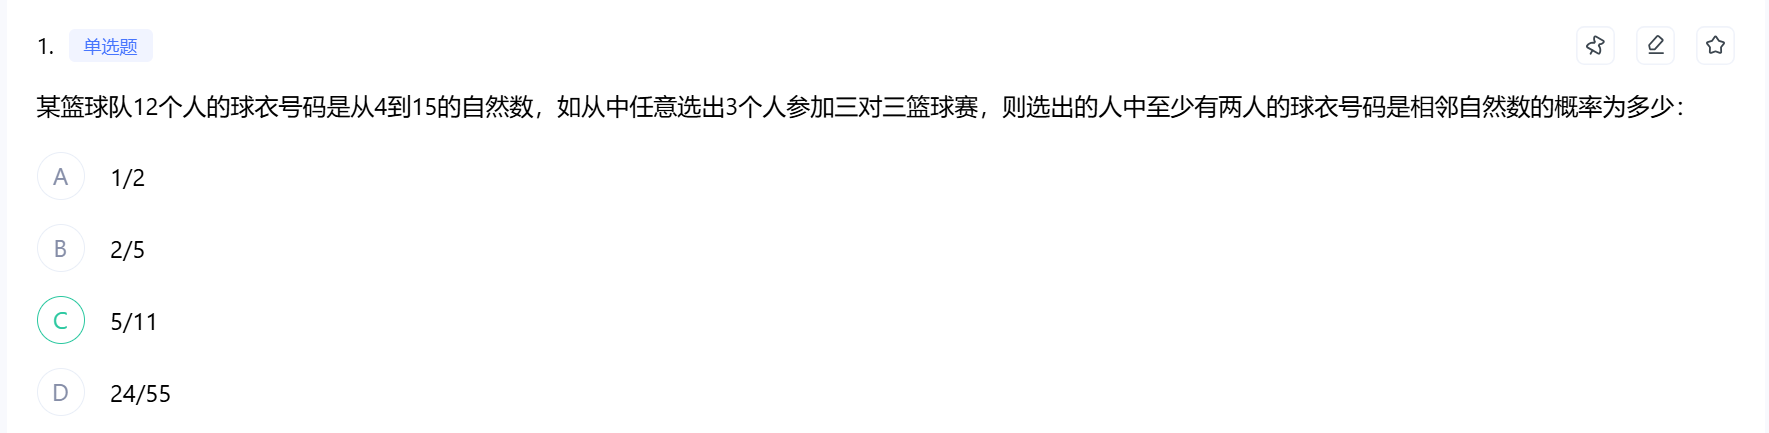 1. 单选题
某篮球队12个人的球衣号码是从4到15的自然数，如从中任意选出3个人参加三对三篮球赛，则选出的人中至少有两人的球衣号码是相邻自然数的概率为多少：
A 1/2
B 2/5
C 5/11
D 24/55